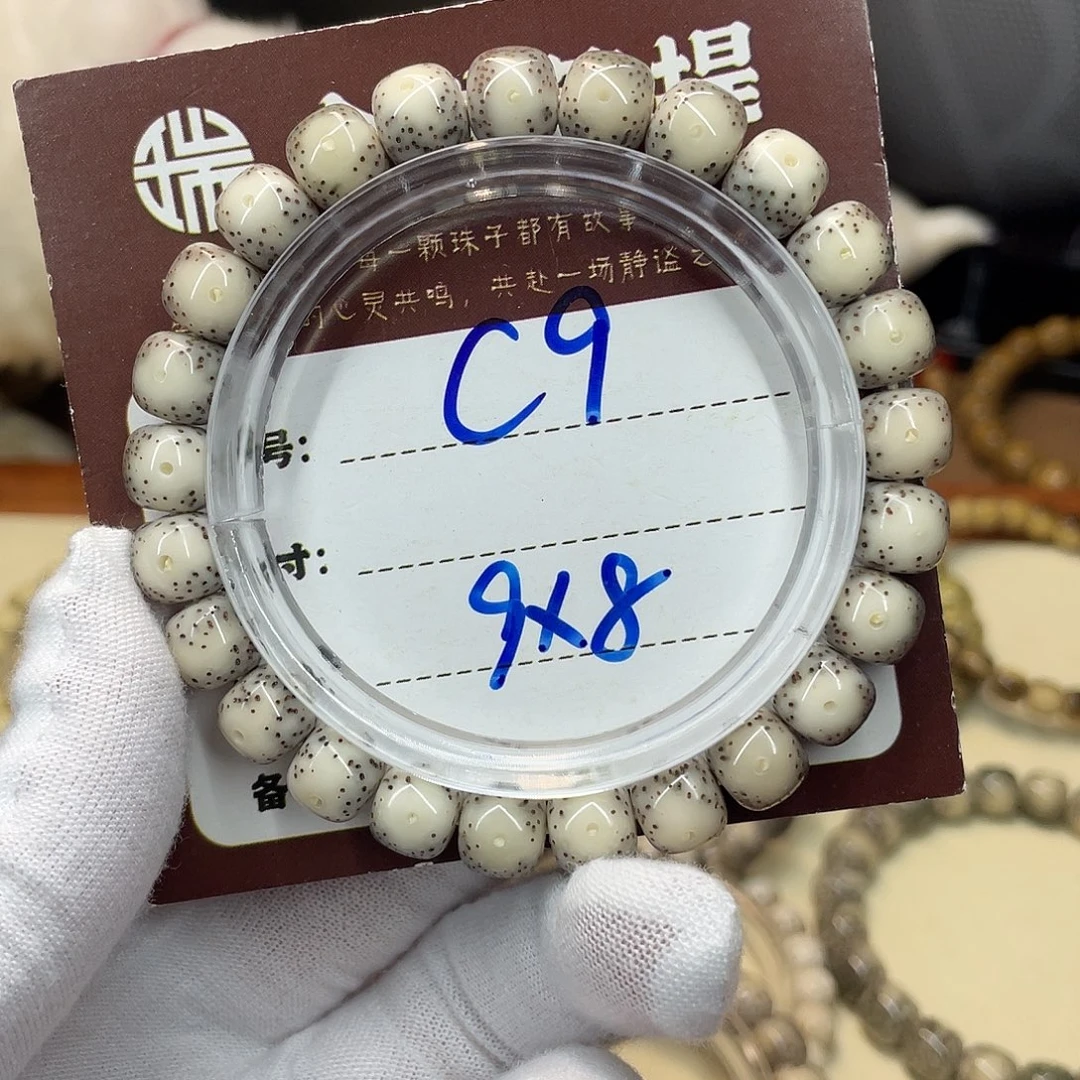 瑞
提
每一颗珠子都有故事
的心灵共鸣，共赴一场静谧之
号：
C9
寸：
9x8
备